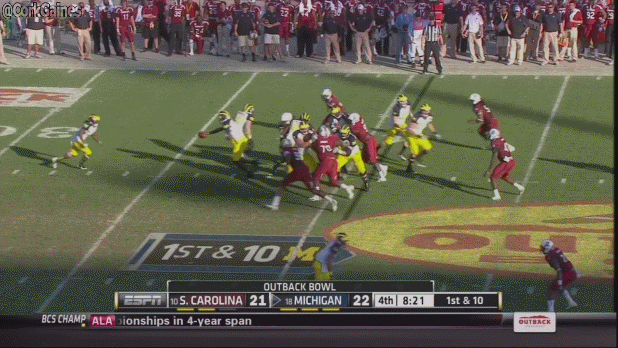 @CorkGaines
1ST & 10 M
OUTBACK BOWL
ESPN 10 S. CAROLINA 21 18 MICHIGAN 22 4th 8:21 1st & 10
BCS CHAMP ALA ionships in 4-year span
OUTBACK